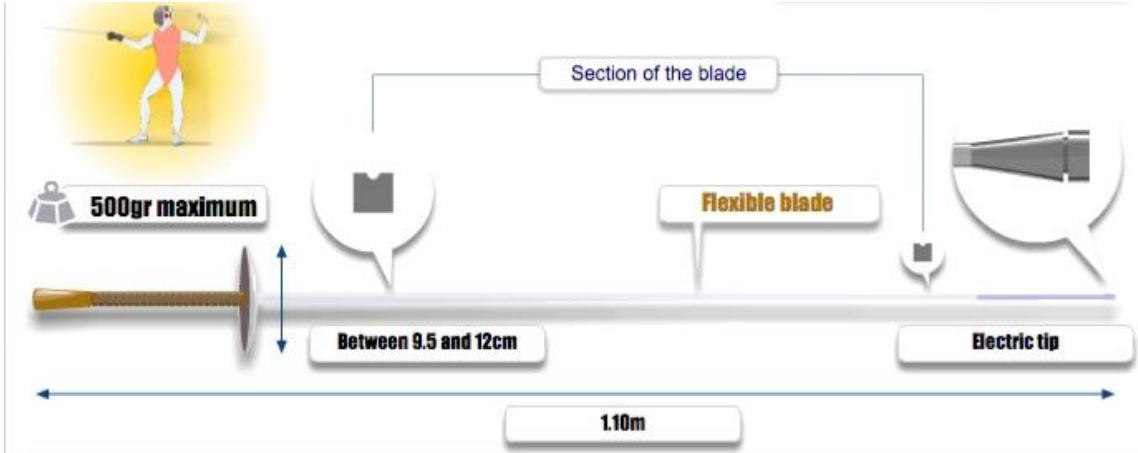 Section of the blade
500gr maximum
Flexible blade
Between 9.5 and 12cm
Electric tip
1.10m